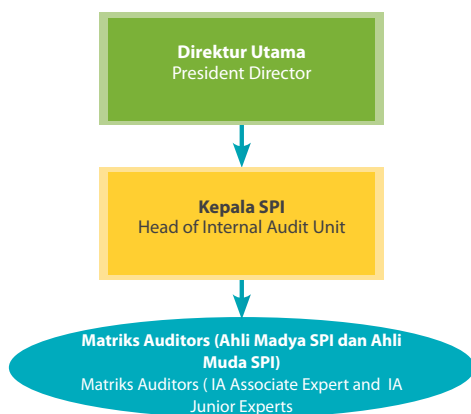 Direktur Utama
President Director
Kepala SPI
Head of Internal Audit Unit
Matriks Auditors (Ahli Madya SPI dan Ahli
Muda SPI)
Matriks Auditors ( IA Associate Expert and IA
Junior Experts